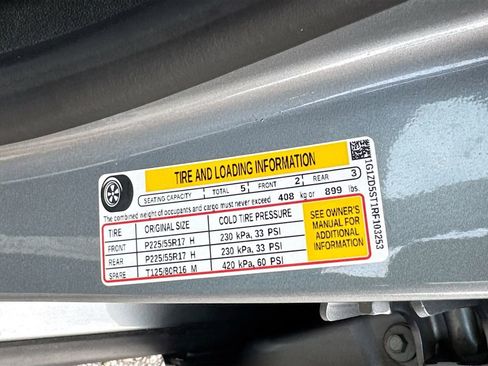 TIRE AND LOADING INFORMATION
SEATING CAPACITY TOTAL 5 FRONT 2 REAR 3
The combined weight of occupants and cargo must never exceed 408 kg or 899 lbs.
TIRE ORIGINAL SIZE COLD TIRE PRESSURE
FRONT P225/55R17 H 230 kPa, 33 PSI
REAR P225/55R17 H 230 kPa, 33 PSI
SPARE T125/80R16 M 420 kPa, 60 PSI
SEE OWNER'S
MANUAL FOR
ADDITIONAL
INFORMATION
1G1ZD5ST1RF103253